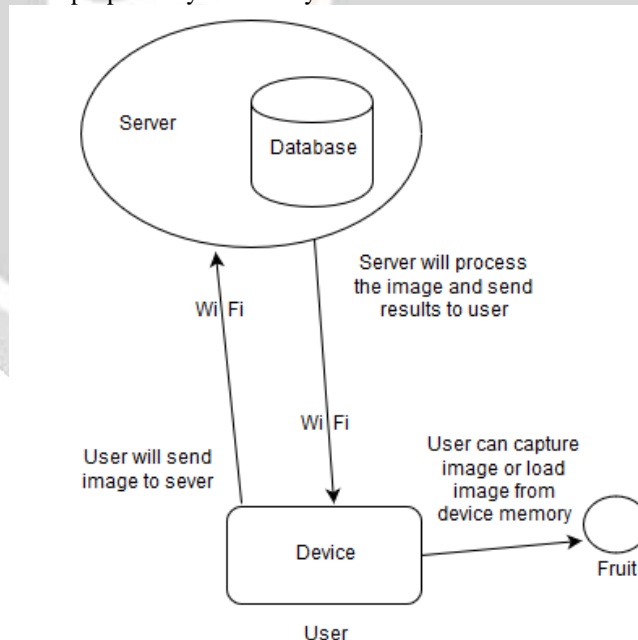 Server
Database
Server will process
the image and send
results to user
Wi Fi
Wi Fi
User will send
image to sever
User can capture
image or load
image from
device memory
Device
Fruit
User